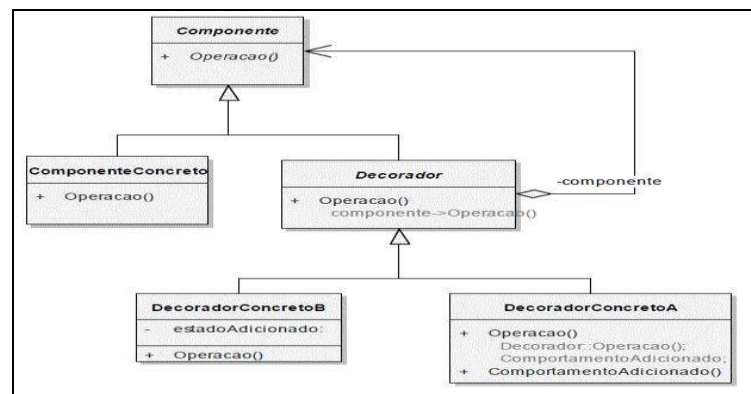 Componente
+ Operacao()
ComponenteConcreto
+ Operacao()
Decorador
+ Operacao()
componente->Operacao()
-componente
DecoradorConcretoB
- estadoAdicionado:
+ Operacao()
DecoradorConcretoA
+ Operacao()
Decorador::Operacao();
ComportamentoAdicionado;
+ ComportamentoAdicionado()